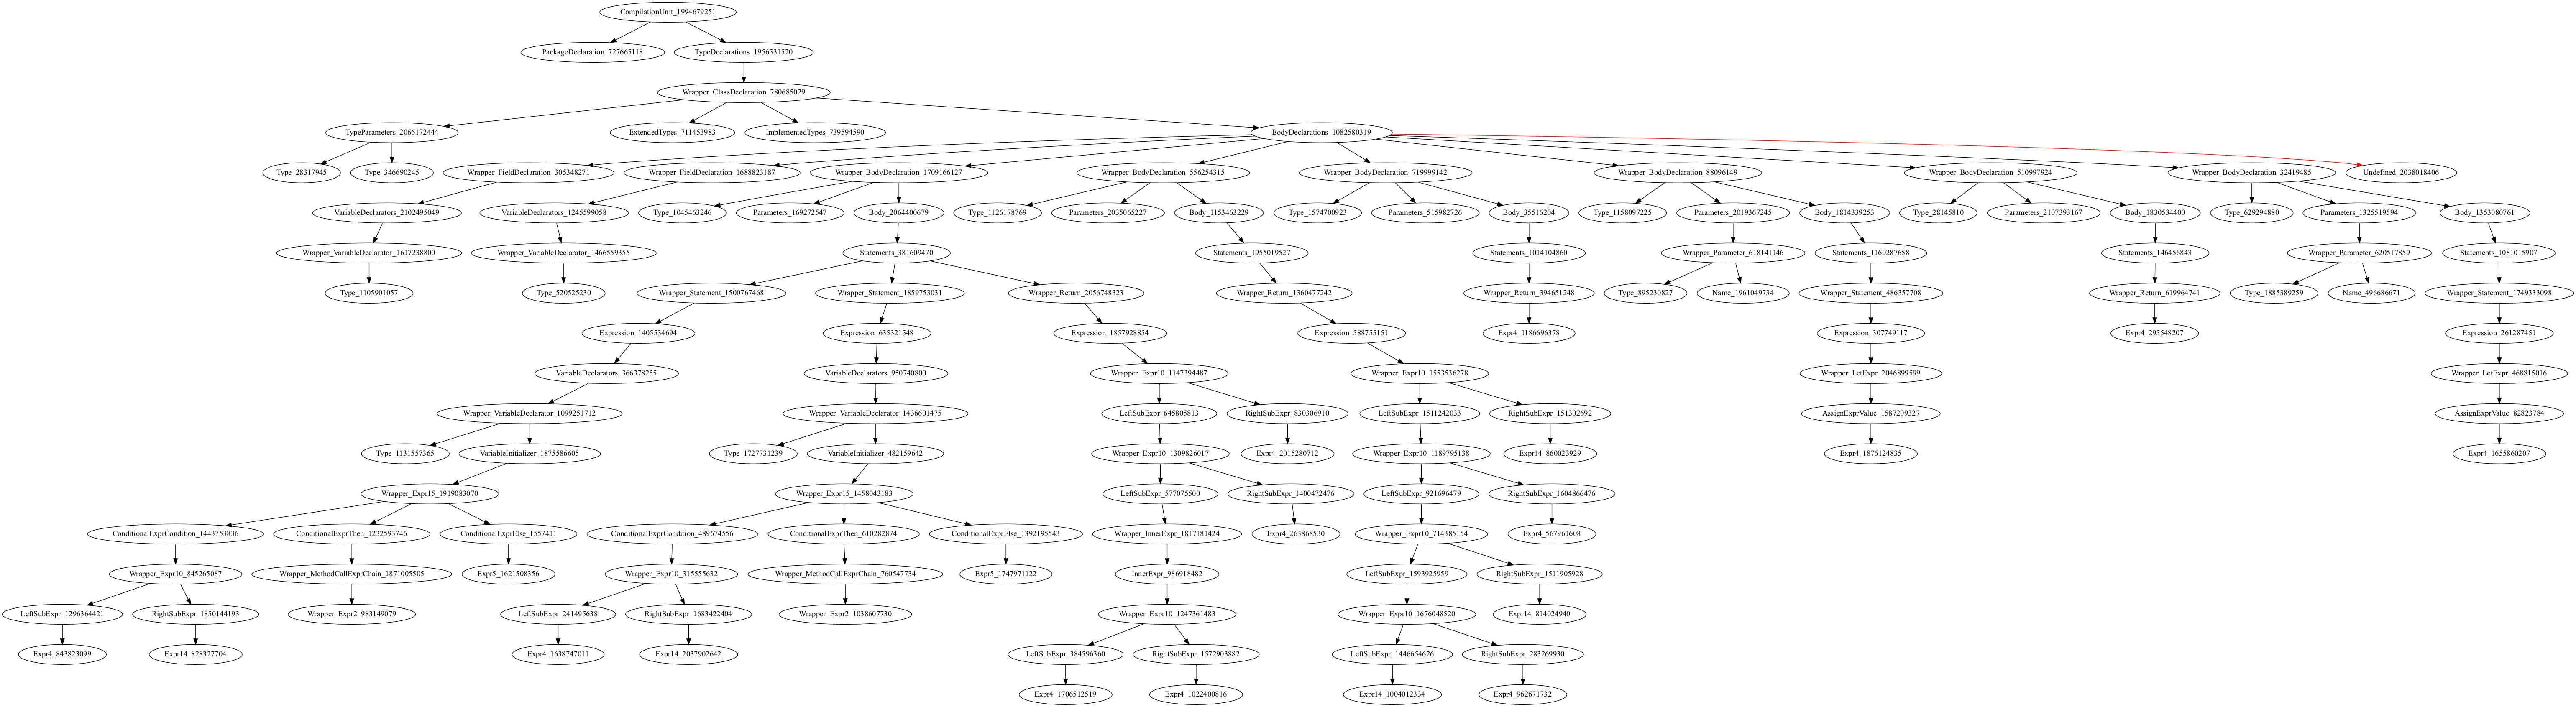 CompilationUnit_1994679251
PackageDeclaration_727665118
TypeDeclarations_1956531520
Wrapper_ClassDeclaration_780685029
TypeParameters_2066172444
ExtendedTypes_711453983
ImplementedTypes_739594590
BodyDeclarations_1082580319
Type_28317945
Type_346690245
Wrapper_FieldDeclaration_305348271
Wrapper_FieldDeclaration_1688823187
Wrapper_BodyDeclaration_1709166127
Wrapper_BodyDeclaration_556254315
Wrapper_BodyDeclaration_719999142
Wrapper_BodyDeclaration_88096149
Wrapper_BodyDeclaration_510997924
Wrapper_BodyDeclaration_32419485
Undefined_2038018406
VariableDeclarators_2102495049
VariableDeclarators_1245599058
Type_1045463246
Parameters_169272547
Body_2064400679
Type_1126178769
Parameters_2035065227
Body_1153463229
Type_1574700923
Parameters_515982726
Body_35516204
Type_1158097225
Parameters_2019367245
Body_1814339253
Type_28145810
Parameters_2107393167
Body_1830534400
Type_629294880
Parameters_1325519594
Body_1353080761
Wrapper_VariableDeclarator_1617238800
Wrapper_VariableDeclarator_1466559355
Statements_381609470
Statements_1955019527
Statements_1014104860
Wrapper_Parameter_618141146
Statements_1160287658
Statements_146456843
Wrapper_Parameter_620517859
Statements_1081015907
Type_1105901057
Type_520525230
Wrapper_Statement_1500767468
Wrapper_Statement_1859753031
Wrapper_Return_2056748323
Wrapper_Return_1360477242
Wrapper_Return_394651248
Type_895230827
Name_1961049734
Wrapper_Statement_486357708
Wrapper_Return_619964741
Type_1885389259
Name_496686671
Wrapper_Statement_1749333098
Expression_1405534694
Expression_635321548
Expression_1857928854
Expression_588755151
Expr4_1186696378
Expression_307749117
Expr4_295548207
Expression_261287451
VariableDeclarators_366378255
VariableDeclarators_950740800
Wrapper_Expr10_1147394487
Wrapper_Expr10_1553536278
Wrapper_LetExpr_2046899599
Wrapper_LetExpr_468815016
Wrapper_VariableDeclarator_1099251712
Wrapper_VariableDeclarator_1436601475
LeftSubExpr_645805813
RightSubExpr_830306910
LeftSubExpr_1511242033
RightSubExpr_151302692
AssignExprValue_1587209327
AssignExprValue_82823784
Type_1131557365
VariableInitializer_1875586605
Type_1727731239
VariableInitializer_482159642
Wrapper_Expr10_1309826017
Expr4_2015280712
Wrapper_Expr10_1189795138
Expr14_860023929
Expr4_1876124835
Expr4_1655860207
Wrapper_Expr15_1919083070
Wrapper_Expr15_1458043183
LeftSubExpr_577075500
RightSubExpr_1400472476
LeftSubExpr_921696479
RightSubExpr_1604866476
ConditionalExprCondition_1443753836
ConditionalExprThen_1232593746
ConditionalExprElse_1557411
ConditionalExprCondition_489674556
ConditionalExprThen_610282874
ConditionalExprElse_1392195543
Wrapper_InnerExpr_1817181424
Expr4_263868530
Wrapper_Expr10_714385154
Expr4_567961608
Wrapper_Expr10_845265087
Wrapper_MethodCallExprChain_1871005505
Expr5_1621508356
Wrapper_Expr10_315555632
Wrapper_MethodCallExprChain_760547734
Expr5_1747971122
InnerExpr_986918482
LeftSubExpr_1593925959
RightSubExpr_1511905928
LeftSubExpr_1296364421
RightSubExpr_1850144193
Wrapper_Expr2_983149079
LeftSubExpr_241495638
RightSubExpr_1683422404
Wrapper_Expr2_1038607730
Wrapper_Expr10_1247361483
Wrapper_Expr10_1676048520
Expr14_814024940
Expr4_843823099
Expr14_828327704
Expr4_1638747011
Expr14_2037902642
LeftSubExpr_384596360
RightSubExpr_1572903882
LeftSubExpr_1446654626
RightSubExpr_283269930
Expr4_1706512519
Expr4_1022400816
Expr14_1004012334
Expr4_962671732